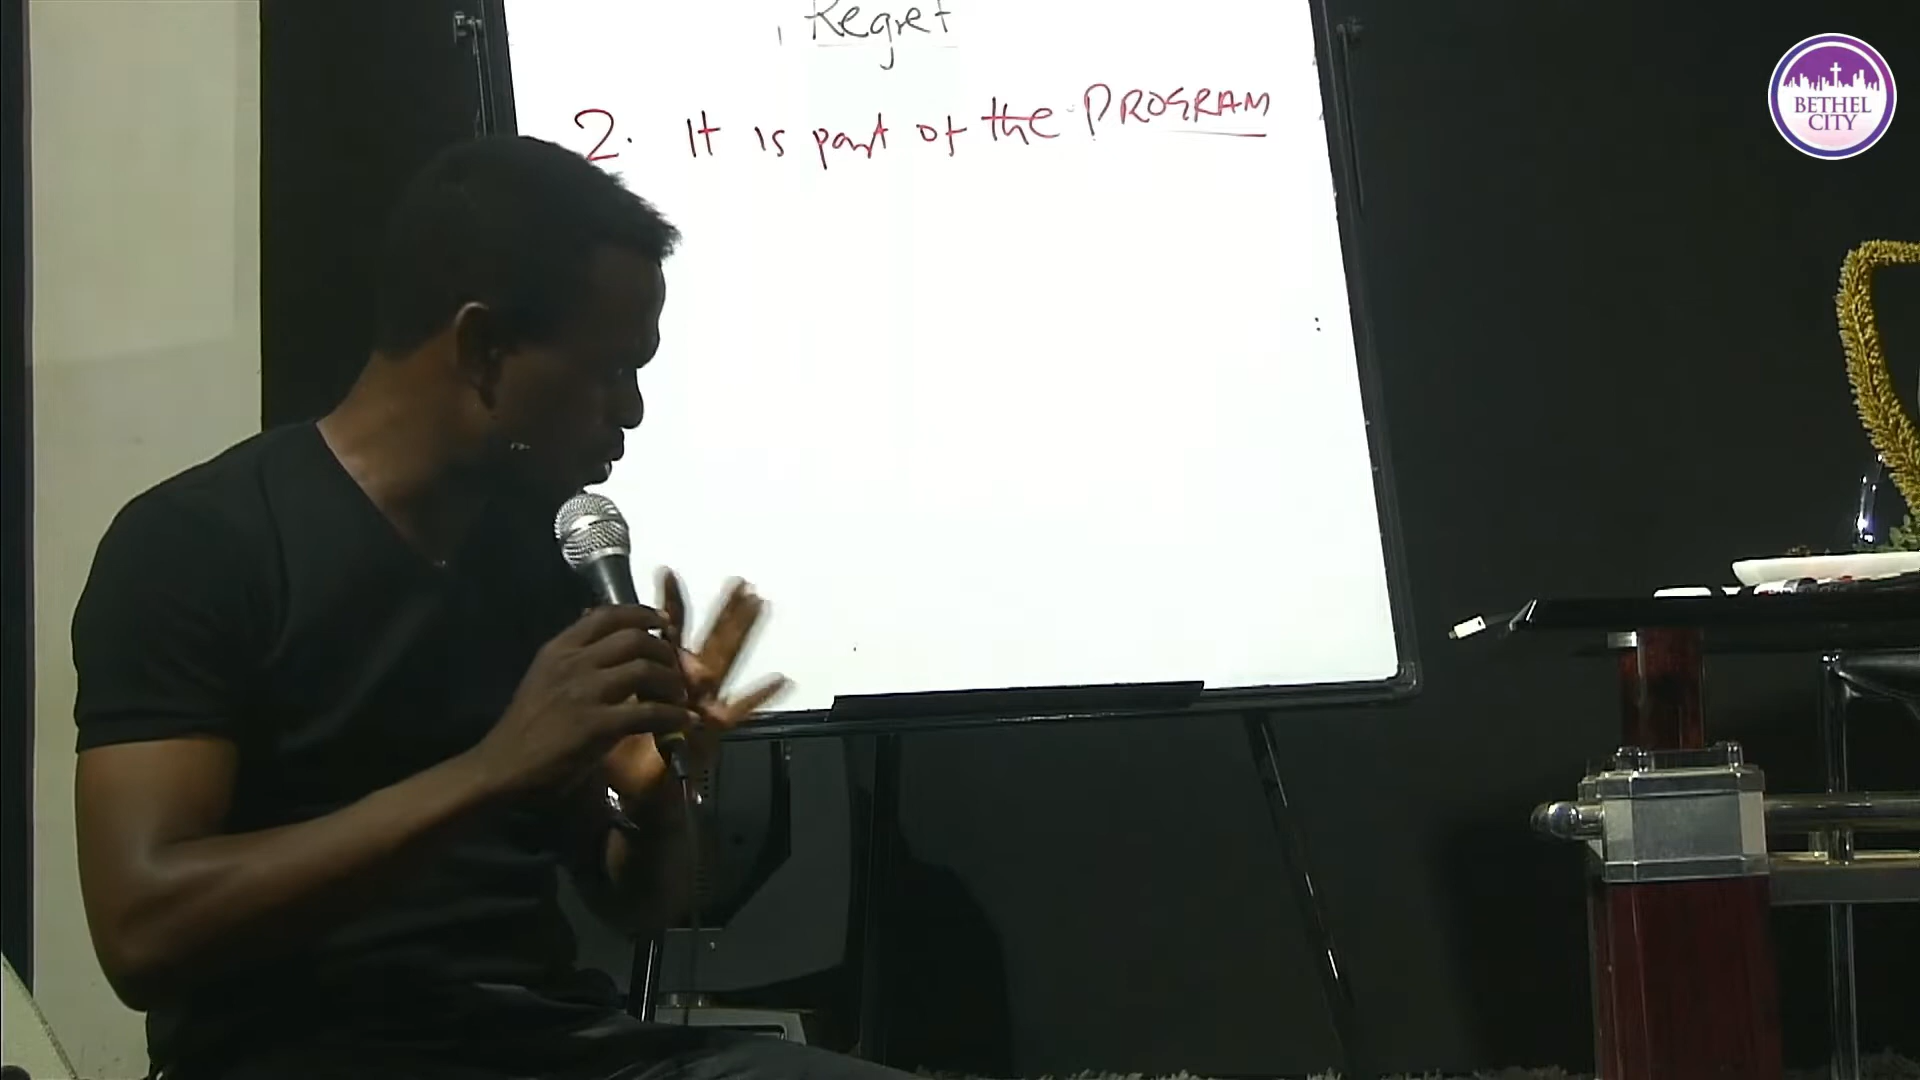 Regret
2. It is part of the PROGRAM
BETHEL
CITY